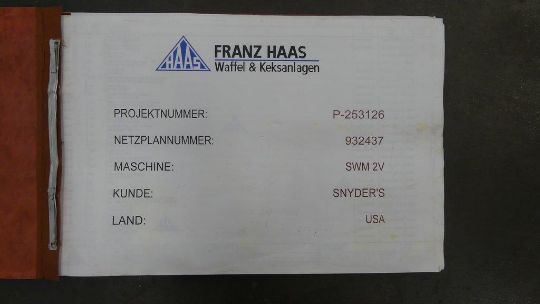 HAAS
FRANZ HAAS
Waffel & Keksanlagen
PROJEKTNUMMER: P-253126
NETZPLANNUMMER: 932437
MASCHINE: SWM 2V
KUNDE: SNYDER'S
LAND: USA